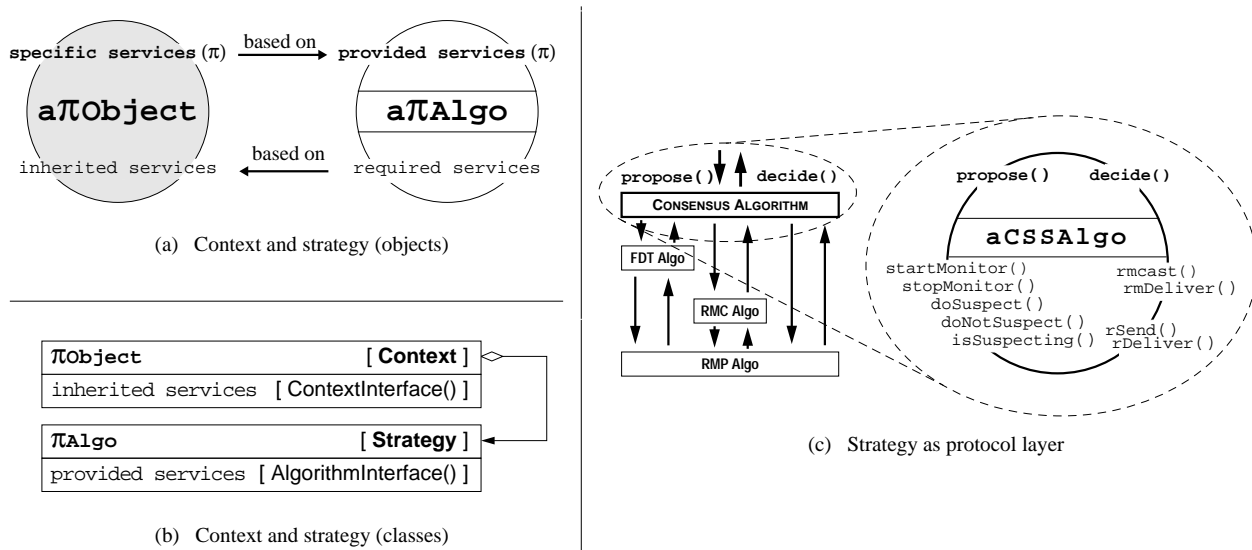 specific services (π) based on provided services (π)
aπObject aπAlgo
inherited services based on required services
(a) Context and strategy (objects)
πObject [ Context ]
inherited services [ ContextInterface() ]
πAlgo [ Strategy ]
provided services [ AlgorithmInterface() ]
(b) Context and strategy (classes)
propose() decide()
CONSENSUS ALGORITHM
FDT Algo
RMC Algo
RMP Algo
propose() decide()
aCSSAlgo
startMonitor() rmcast()
stopMonitor() rmDeliver()
doSuspect()
doNotSuspect() rSend()
isSuspecting() rDeliver()
(c) Strategy as protocol layer